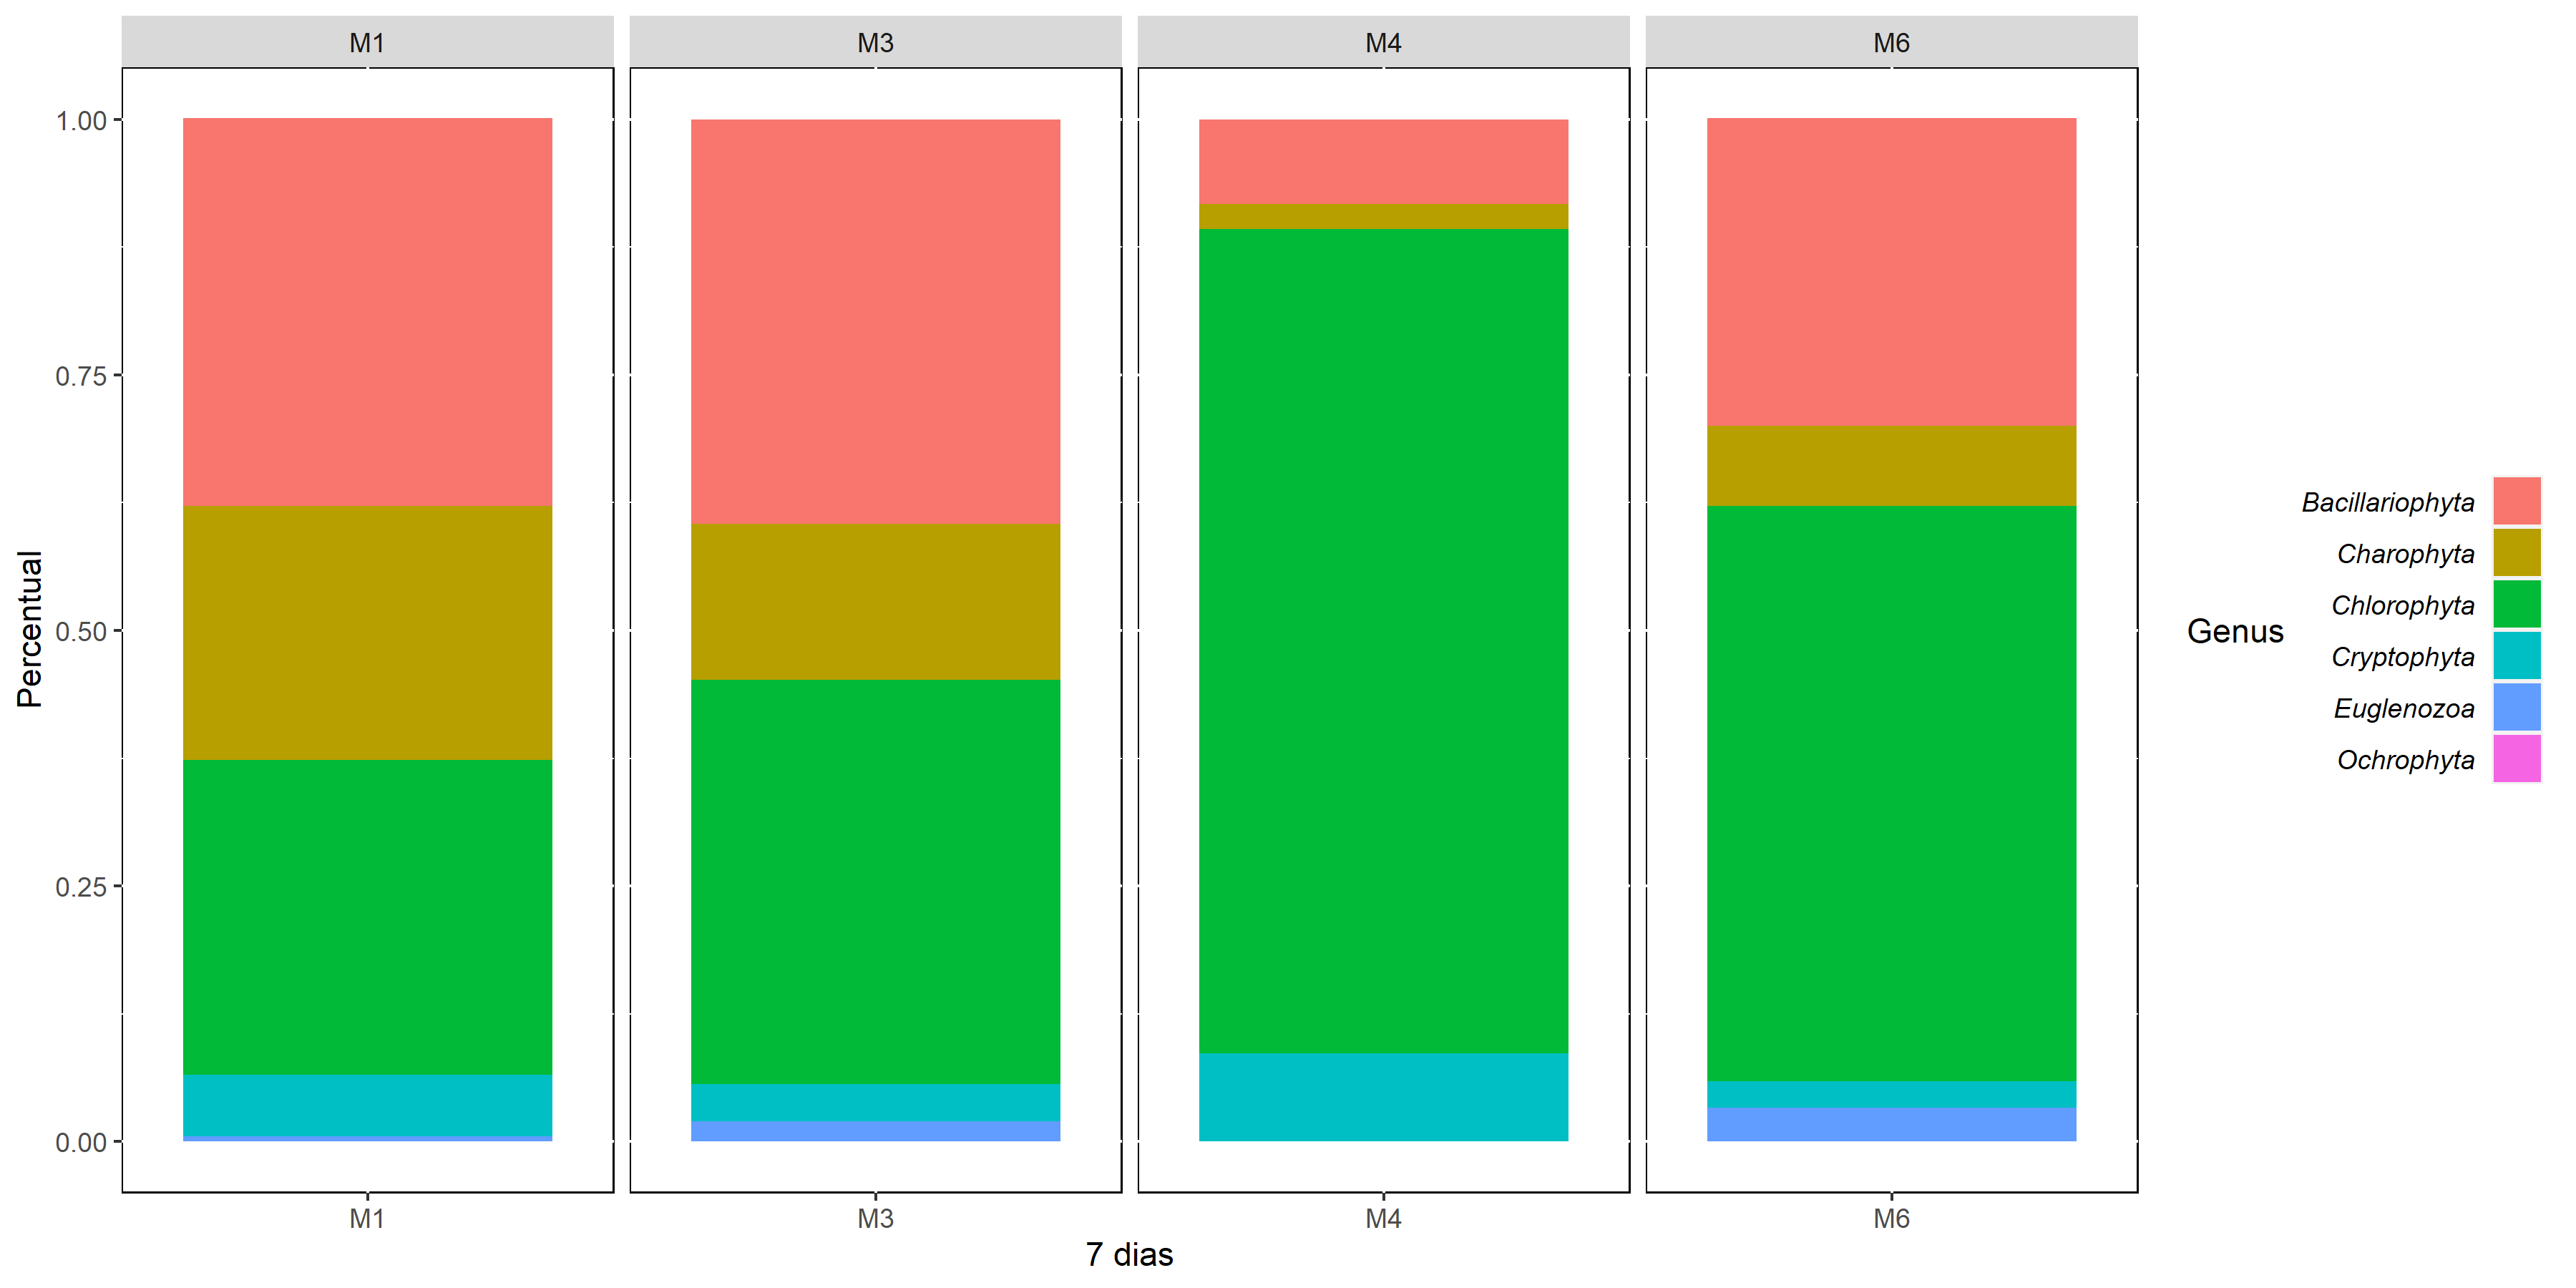 M1 M3 M4 M6
1.00
0.75
0.50
0.25
0.00
Percentual
M1 M3 M4 M6
7 dias
Genus
Bacillariophyta
Charophyta
Chlorophyta
Cryptophyta
Euglenozoa
Ochrophyta